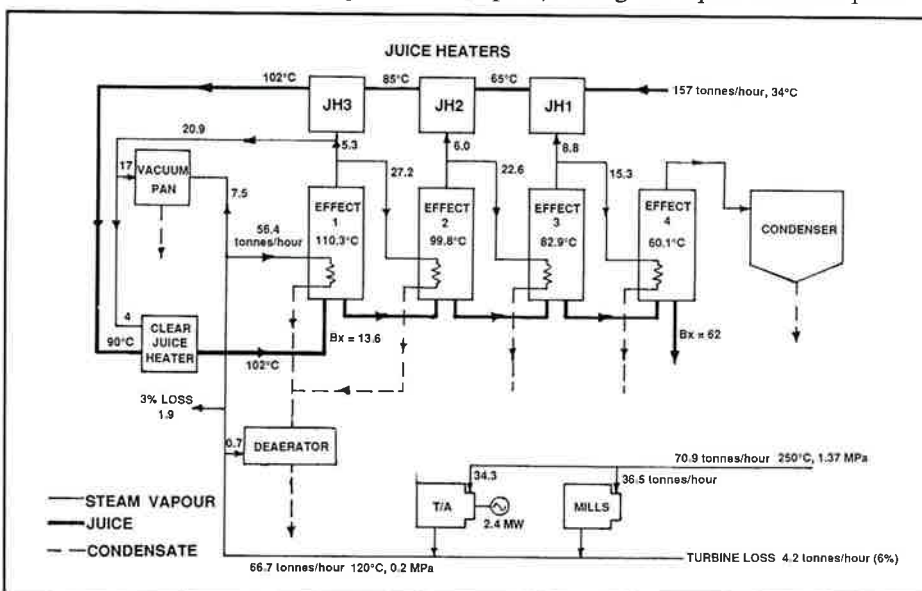 JUICE HEATERS
102°C
85°C
65°C
JH3
JH2
JH1
157 tonnes/hour, 34°C
20.9
5.3
6.0
8.8
17
VACUUM
PAN
7.5
27.2
22.6
15.3
56.4
tonnes/hour
EFFECT
1
110.3°C
EFFECT
2
99.8°C
EFFECT
3
82.9°C
EFFECT
4
60.1°C
CONDENSER
4
90°C
CLEAR
JUICE
HEATER
102°C
Bx = 13.6
Bx = 62
3% LOSS
1.9
0.7
DEAERATOR
70.9 tonnes/hour 250°C, 1.37 MPa
34.3
36.5 tonnes/hour
T/A
2.4 MW
MILLS
STEAM VAPOUR
JUICE
CONDENSATE
66.7 tonnes/hour 120°C, 0.2 MPa
TURBINE LOSS 4.2 tonnes/hour (6%)